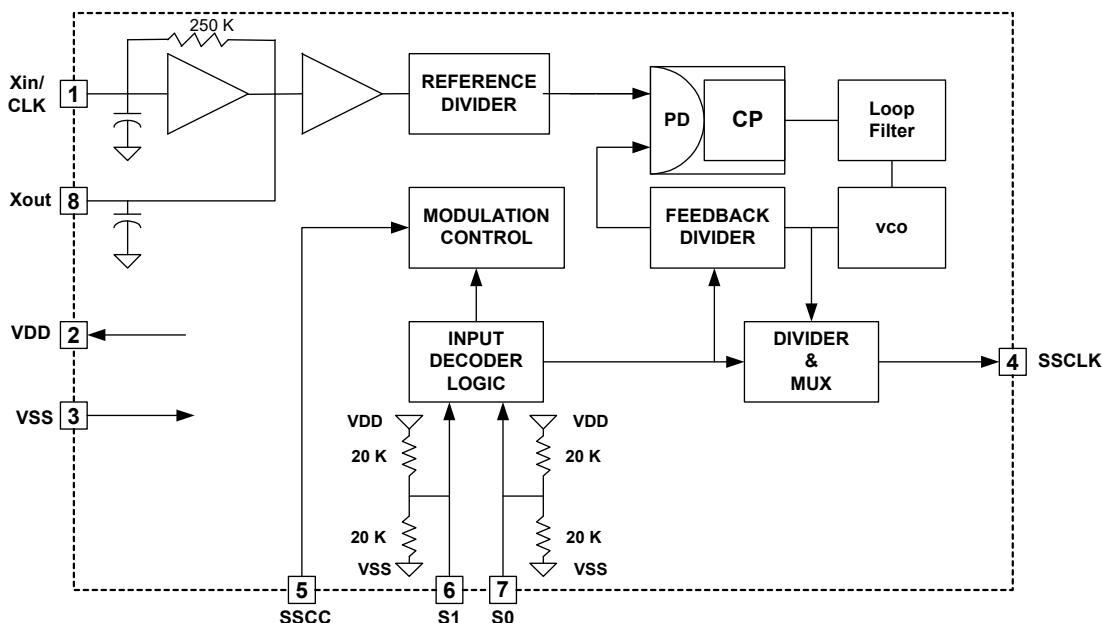 250 K
Xin/
CLK
1
REFERENCE
DIVIDER
PD
CP
Loop
Filter
Xout
8
MODULATION
CONTROL
FEEDBACK
DIVIDER
vco
VDD
2
INPUT
DECODER
LOGIC
DIVIDER
&
MUX
4
SSCLK
VSS
3
VDD
VDD
20 K
20 K
20 K
20 K
VSS
VSS
5
6
7
SSCC
S1
S0